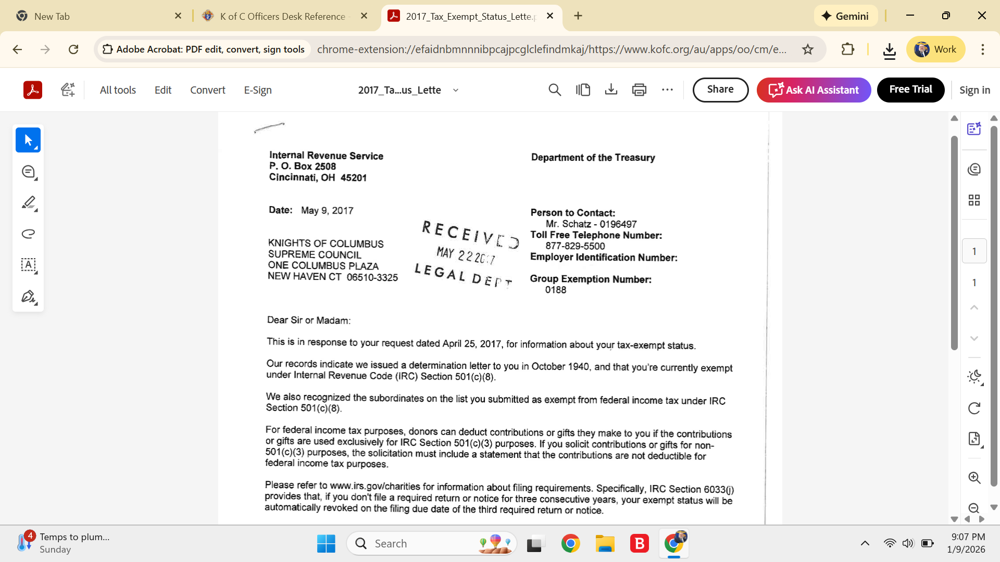 New Tab
K of C Officers Desk Reference
2017_Tax_Exempt_Status_Lette.p
Gemini
Adobe Acrobat: PDF edit, convert, sign tools
chrome-extension://efaidnbmnnnibpcajpcglclefindmkaj/https://www.kofc.org/au/apps/oo/cm/e...
Work
All tools
Edit
Convert
E-Sign
2017_Ta...us_Lette
Share
Ask AI Assistant
Free Trial
Sign in
Internal Revenue Service
P. O. Box 2508
Cincinnati, OH 45201
Department of the Treasury
Date: May 9, 2017
KNIGHTS OF COLUMBUS
SUPREME COUNCIL
ONE COLUMBUS PLAZA
NEW HAVEN CT 06510-3325
RECEIVED
MAY 22 2017
LEGAL DEPT
Person to Contact:
Mr. Schatz - 0196497
Toll Free Telephone Number:
877-829-5500
Employer Identification Number:
Group Exemption Number:
0188
Dear Sir or Madam:
This is in response to your request dated April 25, 2017, for information about your tax-exempt status.
Our records indicate we issued a determination letter to you in October 1940, and that you're currently exempt
under Internal Revenue Code (IRC) Section 501(c)(8).
We also recognized the subordinates on the list you submitted as exempt from federal income tax under IRC
Section 501(c)(8).
For federal income tax purposes, donors can deduct contributions or gifts they make to you if the contributions
or gifts are used exclusively for IRC Section 501(c)(3) purposes. If you solicit contributions or gifts for non-
501(c)(3) purposes, the solicitation must include a statement that the contributions are not deductible for
federal income tax purposes.
Please refer to www.irs.gov/charities for information about filing requirements. Specifically, IRC Section 6033(j)
provides that, if you don't file a required return or notice for three consecutive years, your exempt status will be
automatically revoked on the filing due date of the third required return or notice.
1
1
4
Temps to plum...
Sunday
Search
B
9:07 PM
1/9/2026